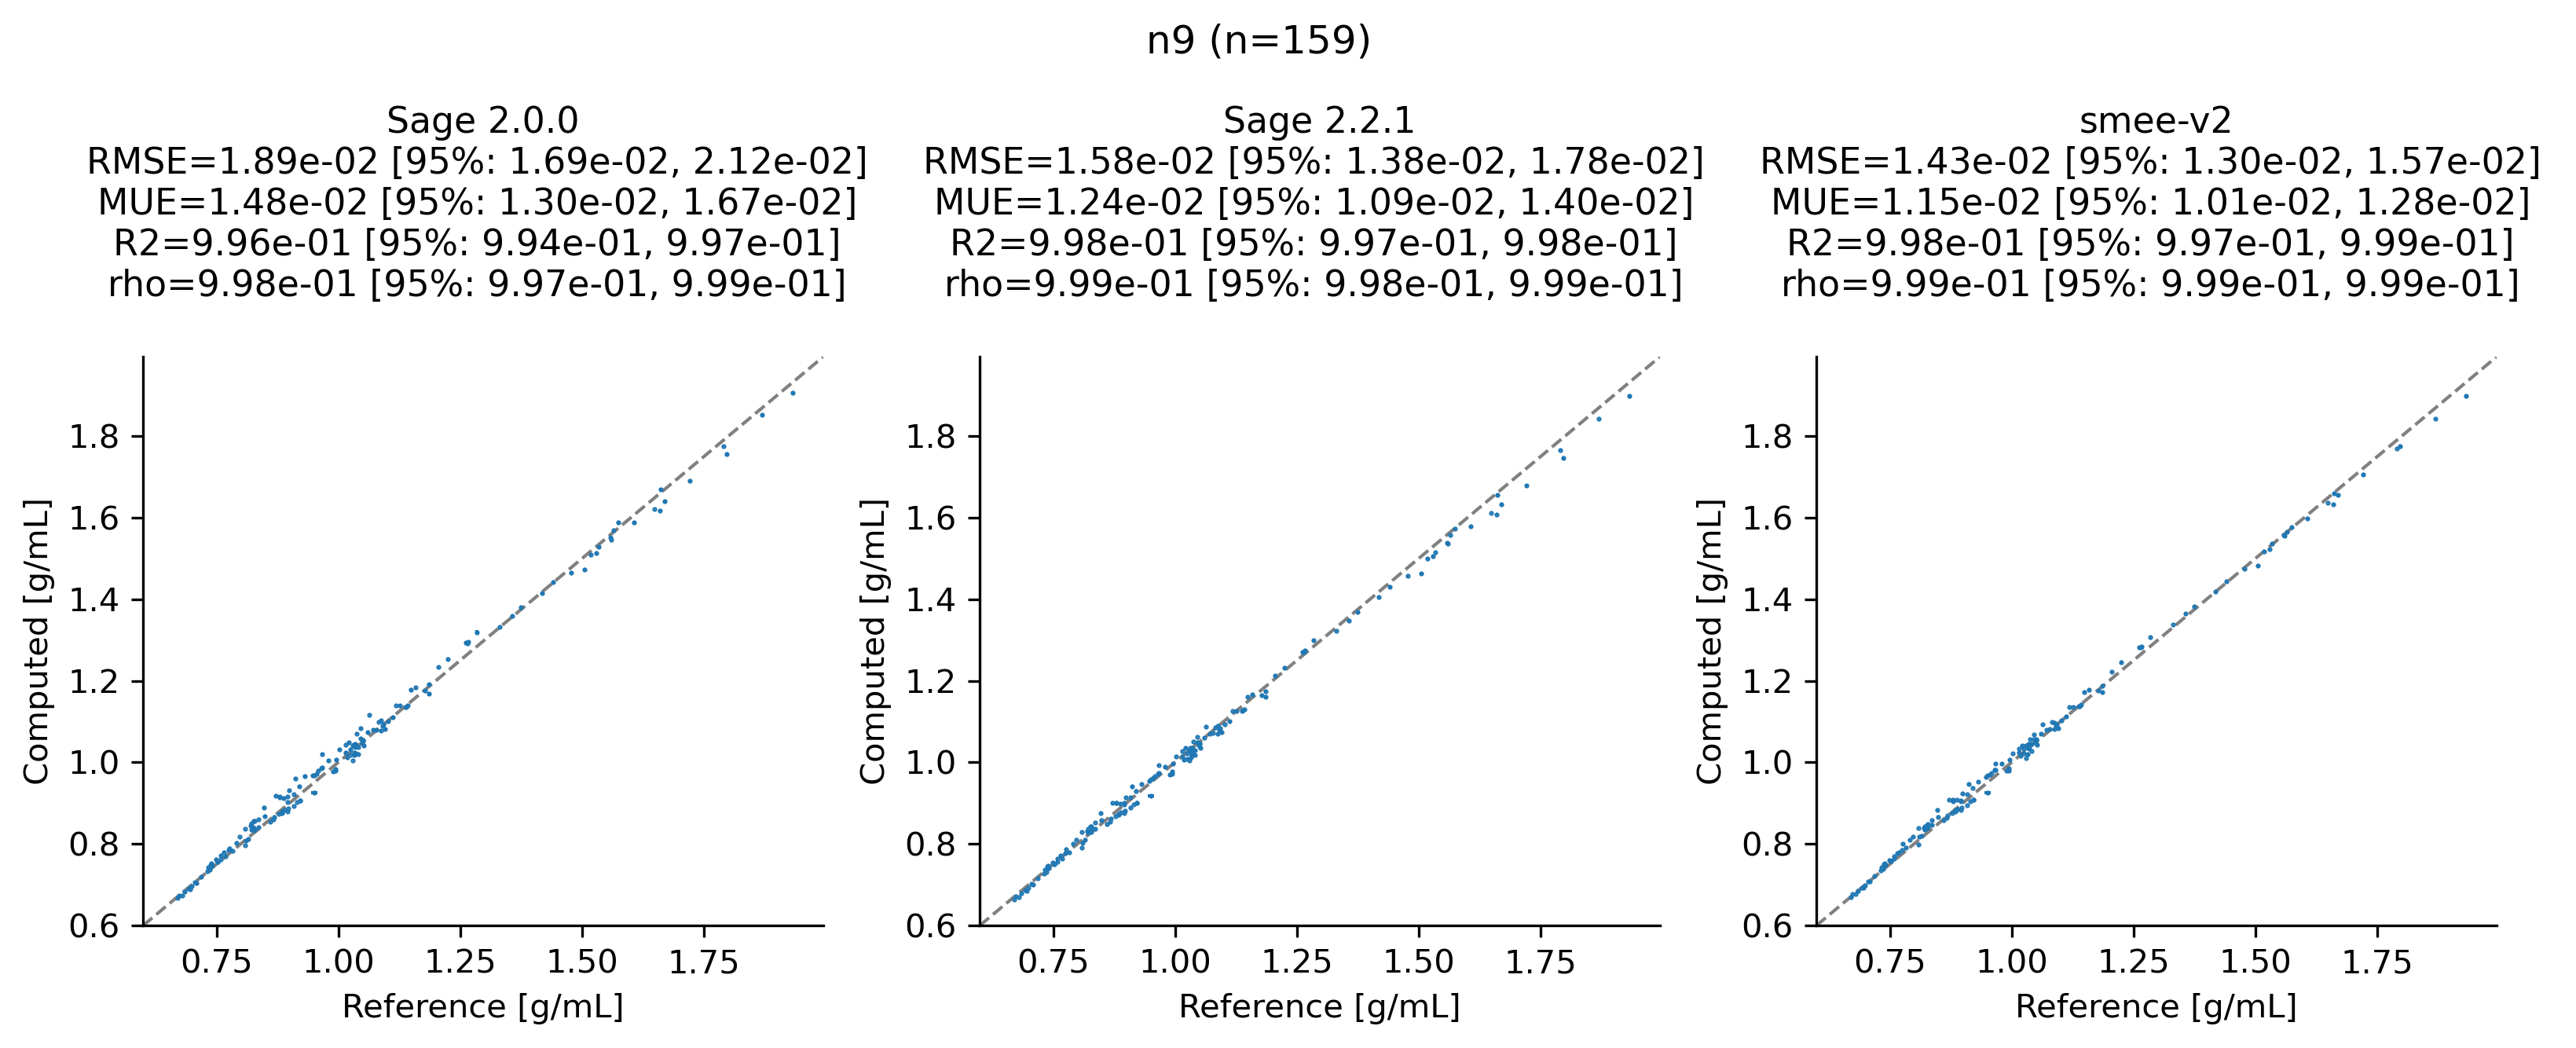 n9 (n=159)
Sage 2.0.0
RMSE=1.89e-02 [95%: 1.69e-02, 2.12e-02]
MUE=1.48e-02 [95%: 1.30e-02, 1.67e-02]
R2=9.96e-01 [95%: 9.94e-01, 9.97e-01]
rho=9.98e-01 [95%: 9.97e-01, 9.99e-01]
Computed [g/mL]
1.8
1.6
1.4
1.2
1.0
0.8
0.6
0.75 1.00 1.25 1.50 1.75
Reference [g/mL]
Sage 2.2.1
RMSE=1.58e-02 [95%: 1.38e-02, 1.78e-02]
MUE=1.24e-02 [95%: 1.09e-02, 1.40e-02]
R2=9.98e-01 [95%: 9.97e-01, 9.98e-01]
rho=9.99e-01 [95%: 9.98e-01, 9.99e-01]
Computed [g/mL]
1.8
1.6
1.4
1.2
1.0
0.8
0.6
0.75 1.00 1.25 1.50 1.75
Reference [g/mL]
smee-v2
RMSE=1.43e-02 [95%: 1.30e-02, 1.57e-02]
MUE=1.15e-02 [95%: 1.01e-02, 1.28e-02]
R2=9.98e-01 [95%: 9.97e-01, 9.99e-01]
rho=9.99e-01 [95%: 9.99e-01, 9.99e-01]
Computed [g/mL]
1.8
1.6
1.4
1.2
1.0
0.8
0.6
0.75 1.00 1.25 1.50 1.75
Reference [g/mL]